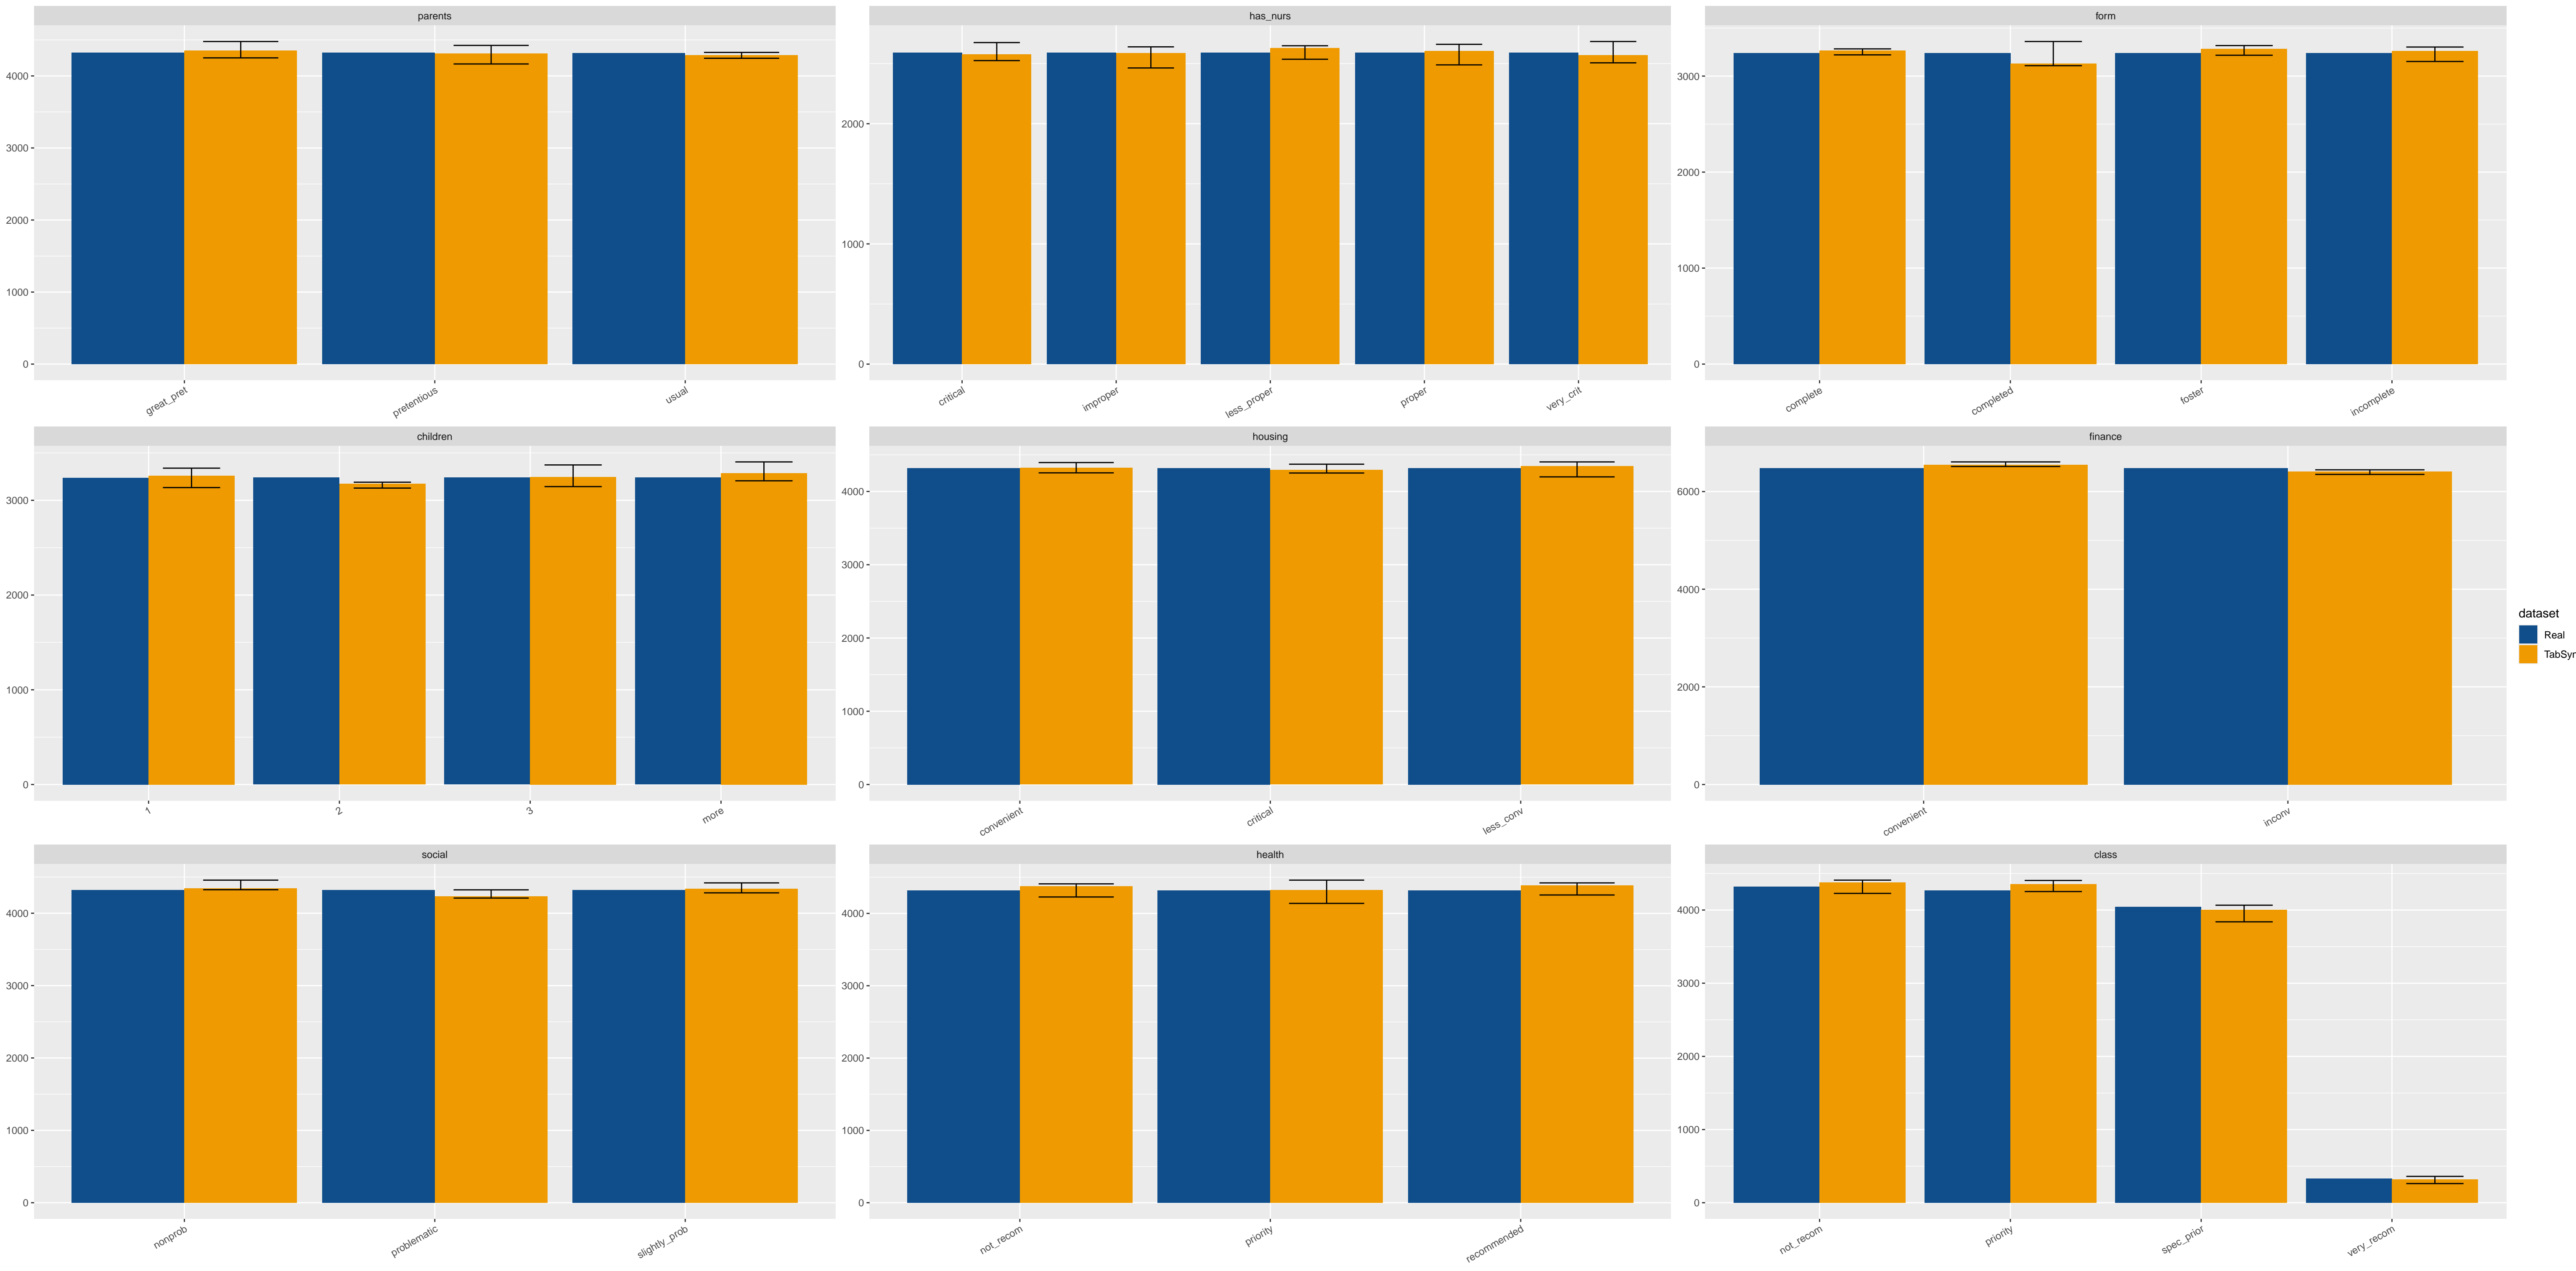 parents
4000
3000
2000
1000
0
great_pret
pretentious
usual
has_nurs
2000
1000
0
critical
improper
less_proper
proper
very_crit
form
3000
2000
1000
0
complete
completed
foster
incomplete
children
3000
2000
1000
0
1
2
3
more
housing
4000
3000
2000
1000
0
convenient
critical
less_conv
finance
6000
4000
2000
0
convenient
inconv
dataset
Real
TabSyn
social
4000
3000
2000
1000
0
nonprob
problematic
slightly_prob
health
4000
3000
2000
1000
0
not_recom
priority
recommended
class
4000
3000
2000
1000
0
not_recom
priority
spec_prior
very_recom